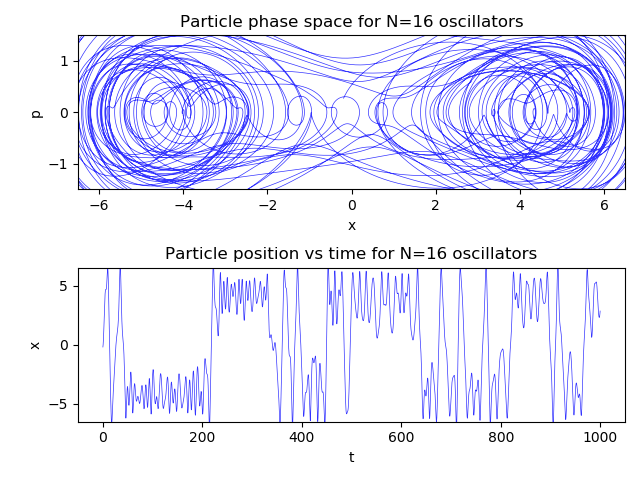 Particle phase space for N=16 oscillators
1
0
−1
p
−6 −4 −2 0 2 4 6
x
Particle position vs time for N=16 oscillators
5
0
−5
x
0 200 400 600 800 1000
t